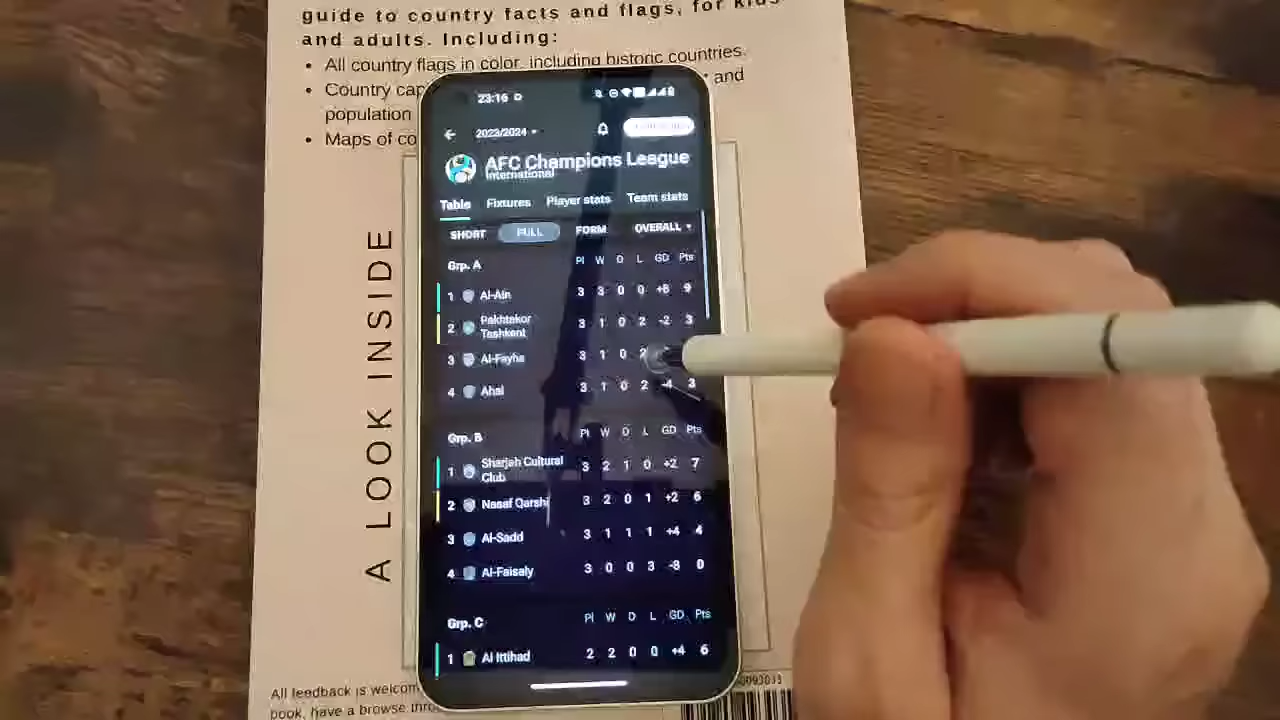 guide to country facts and flags, for kids
and adults. Including:
• All country flags in color, including historic countries.
• Country cap
and
population
• Maps of co
A LOOK INSIDE
23:16
2023/2024
AFC Champions League
International
Table Fixtures Player stats Team stats
SHORT FULL FORM OVERALL
Grp. A Pl W D L GD Pts
1 Al-Ain 3 3 0 0 +8 9
2 Pakhtakor Tashkent 3 1 0 2 -2 3
3 Al-Fayha 3 1 0 2
4 Ahal 3 1 0 2 -4 3
Grp. B Pl W D L GD Pts
1 Sharjah Cultural Club 3 2 1 0 +2 7
2 Nasaf Qarshi 3 2 0 1 +2 6
3 Al-Sadd 3 1 1 1 +4 4
4 Al-Faisaly 3 0 0 3 -8 0
Grp. C Pl W D L GD Pts
1 Al Ittihad 2 2 0 0 +4 6
All feedback is welcom
book, have a browse thro